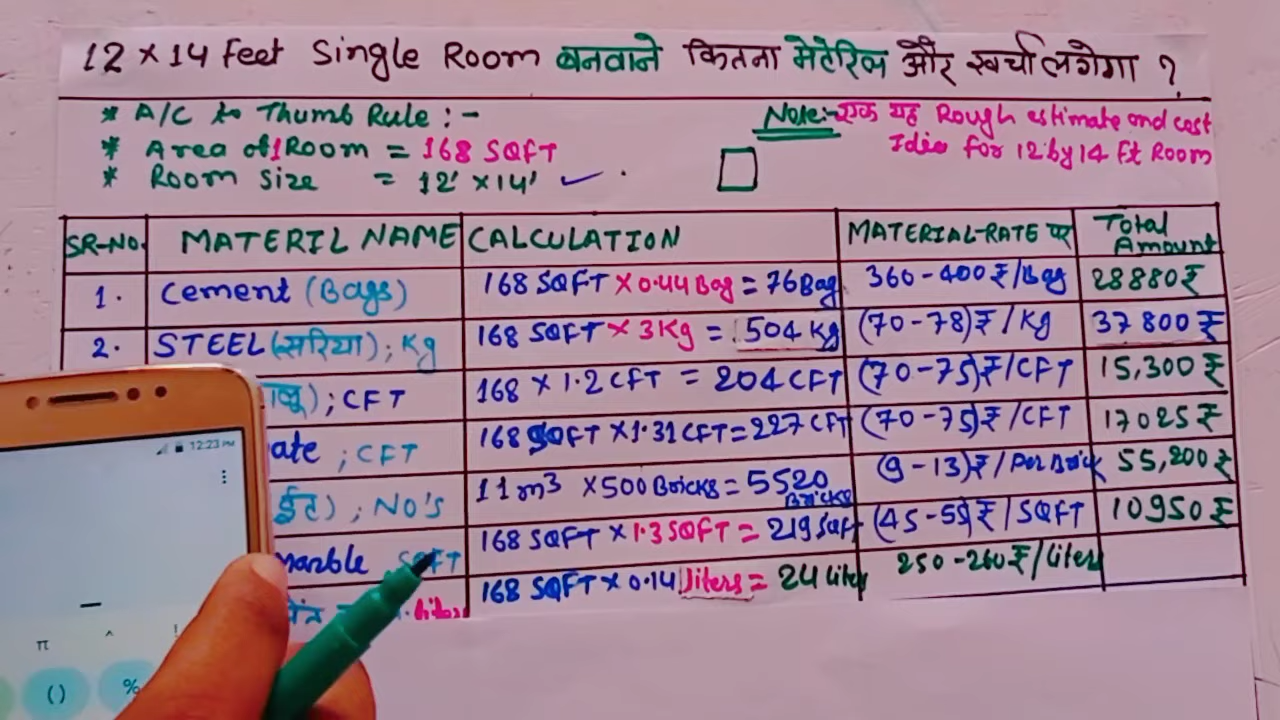 12 × 14 Feet Single Room बनवाने कितना मेटेरियल और खर्चा लगेगा ?
* A/C to Thumb Rule :-
* Area of 1 Room = 168 SQFT
* Room Size = 12' × 14' ✓
Note:- एक यह Rough estimate and cost
Idea for 12 by 14 Ft Room
SR-NO. MATERIL NAME CALCULATION MATERIAL-RATE पर Total Amount
1. Cement (Bags) 168 SQFT × 0.44 Bag = 76 Bag 360-400₹/Bag 28880₹
2. STEEL (सरिया); Kg 168 SQFT × 3 Kg = 504 Kg (70-78)₹/Kg 37800₹
; CFT 168 × 1.2 CFT = 204 CFT (70-75)₹/CFT 15,300₹
ate ; CFT 168 SQFT × 1.31 CFT = 227 CFT (70-75)₹/CFT 17025₹
ईट), NO'S 11 m³ × 500 Bricks = 5520 Bricks (9-13)₹/Per Brick 55,200₹
marble SQFT 168 SQFT × 1.3 SQFT = 219 Sqft (45-55)₹/SQFT 10950₹
168 SQFT × 0.14 liters = 24 Liter 250-260₹/Liters
12:23 PM
π ^ !
() %